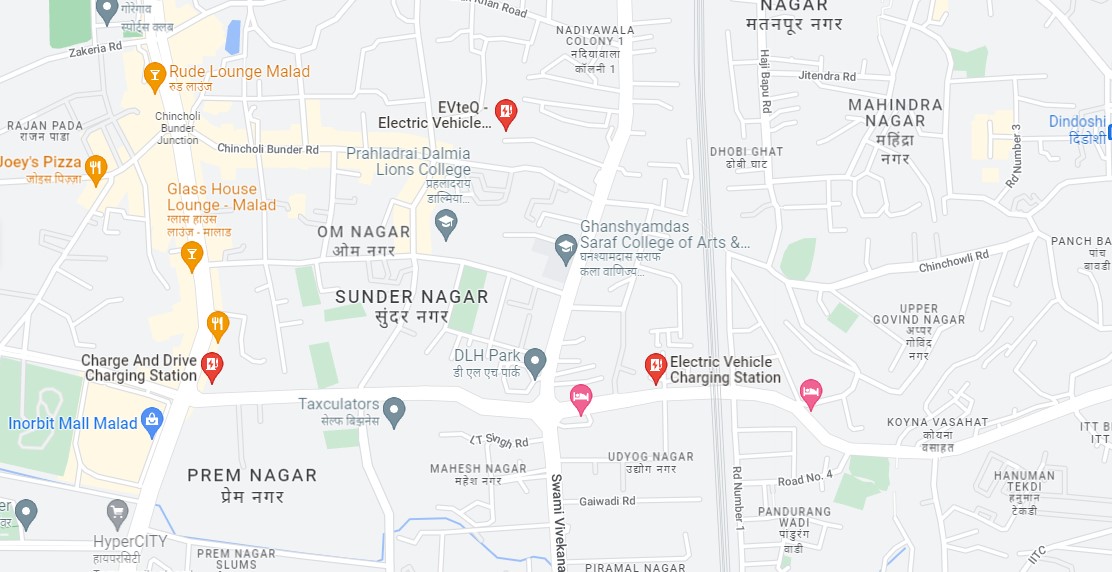 गोरेगाव
स्पोर्ट्स क्लब
Khan Road
NAGAR
मतनपूर नगर
NADIYAWALA
COLONY 1
नदियावाला
कॉलनी 1
Zakeria Rd
Rude Lounge Malad
रुड लाउंज
Haji Bapu Rd
Jitendra Rd
EVteQ -
Electric Vehicle...
MAHINDRA
NAGAR
महिंद्रा
नगर
RAJAN PADA
राजन पाडा
Chincholi
Bunder
Junction
Dindoshi
दिंडोशी
Rd Number 3
Chincholi Bunder Rd
Prahladrai Dalmia
Lions College
प्रहलादराय
डाल्मिया...
DHOBI GHAT
ढोबी घाट
Joey's Pizza
जोइस पिज़्ज़ा
Glass House
Lounge - Malad
ग्लास हाउस
लाउंज - मालाड
OM NAGAR
ओम नगर
Ghanshyamdas
Saraf College of Arts &...
घनश्यामदास सराफ
कला वाणिज्य...
PANCH BA
पांच
बावडी
Chincholi Rd
SUNDER NAGAR
सुंदर नगर
UPPER
GOVIND NAGAR
अप्पर
गोविंद
नगर
Charge And Drive
Charging Station
DLH Park
डी एल एच पार्क
Electric Vehicle
Charging Station
Inorbit Mall Malad
Taxculators
सेल्फ बिझनेस
KOYNA VASAHAT
कोयना
वसाहत
ITT B
ITT
LT Singh Rd
PREM NAGAR
प्रेम नगर
MAHESH NAGAR
महेश नगर
UDYOG NAGAR
उद्योग नगर
Rd Number 1
Road No. 4
HANUMAN
TEKDI
हनुमान
टेकडी
Swami Vivekana
Gaiwadi Rd
PANDURANG
WADI
पांडुरंग
वाडी
HyperCITY
हायपरसिटी
PREM NAGAR
SLUMS
PIRAMAL NAGAR
IITC